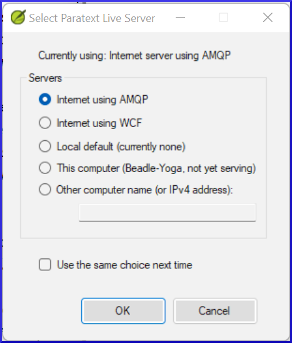 Select Paratext Live Server
Currently using: Internet server using AMQP
Servers
Internet using AMQP
Internet using WCF
Local default (currently none)
This computer (Beadle-Yoga, not yet serving)
Other computer name (or IPv4 address):
Use the same choice next time
OK
Cancel